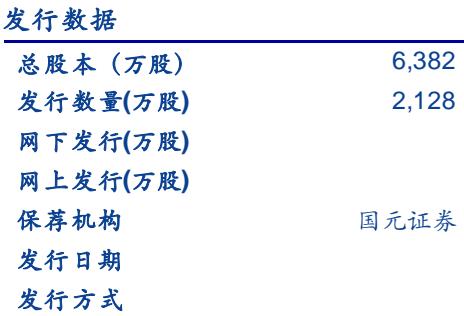 发行数据
总股本（万股） 6,382
发行数量(万股) 2,128
网下发行(万股)
网上发行(万股)
保荐机构 国元证券
发行日期
发行方式